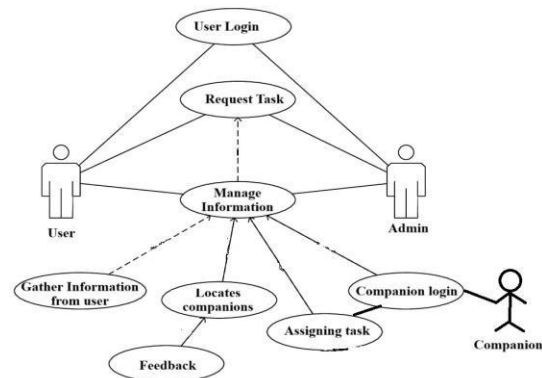 User Login
Request Task
Manage
Information
User
Admin
Gather Information
from user
Locates
companions
Companion login
Assigning task
Feedback
Companion